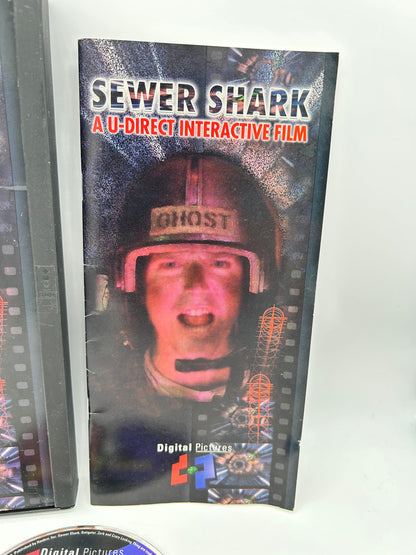 SEWER SHARK
A U-DIRECT INTERACTIVE FILM
GHOST
Digital Pictures
Digital Pictures